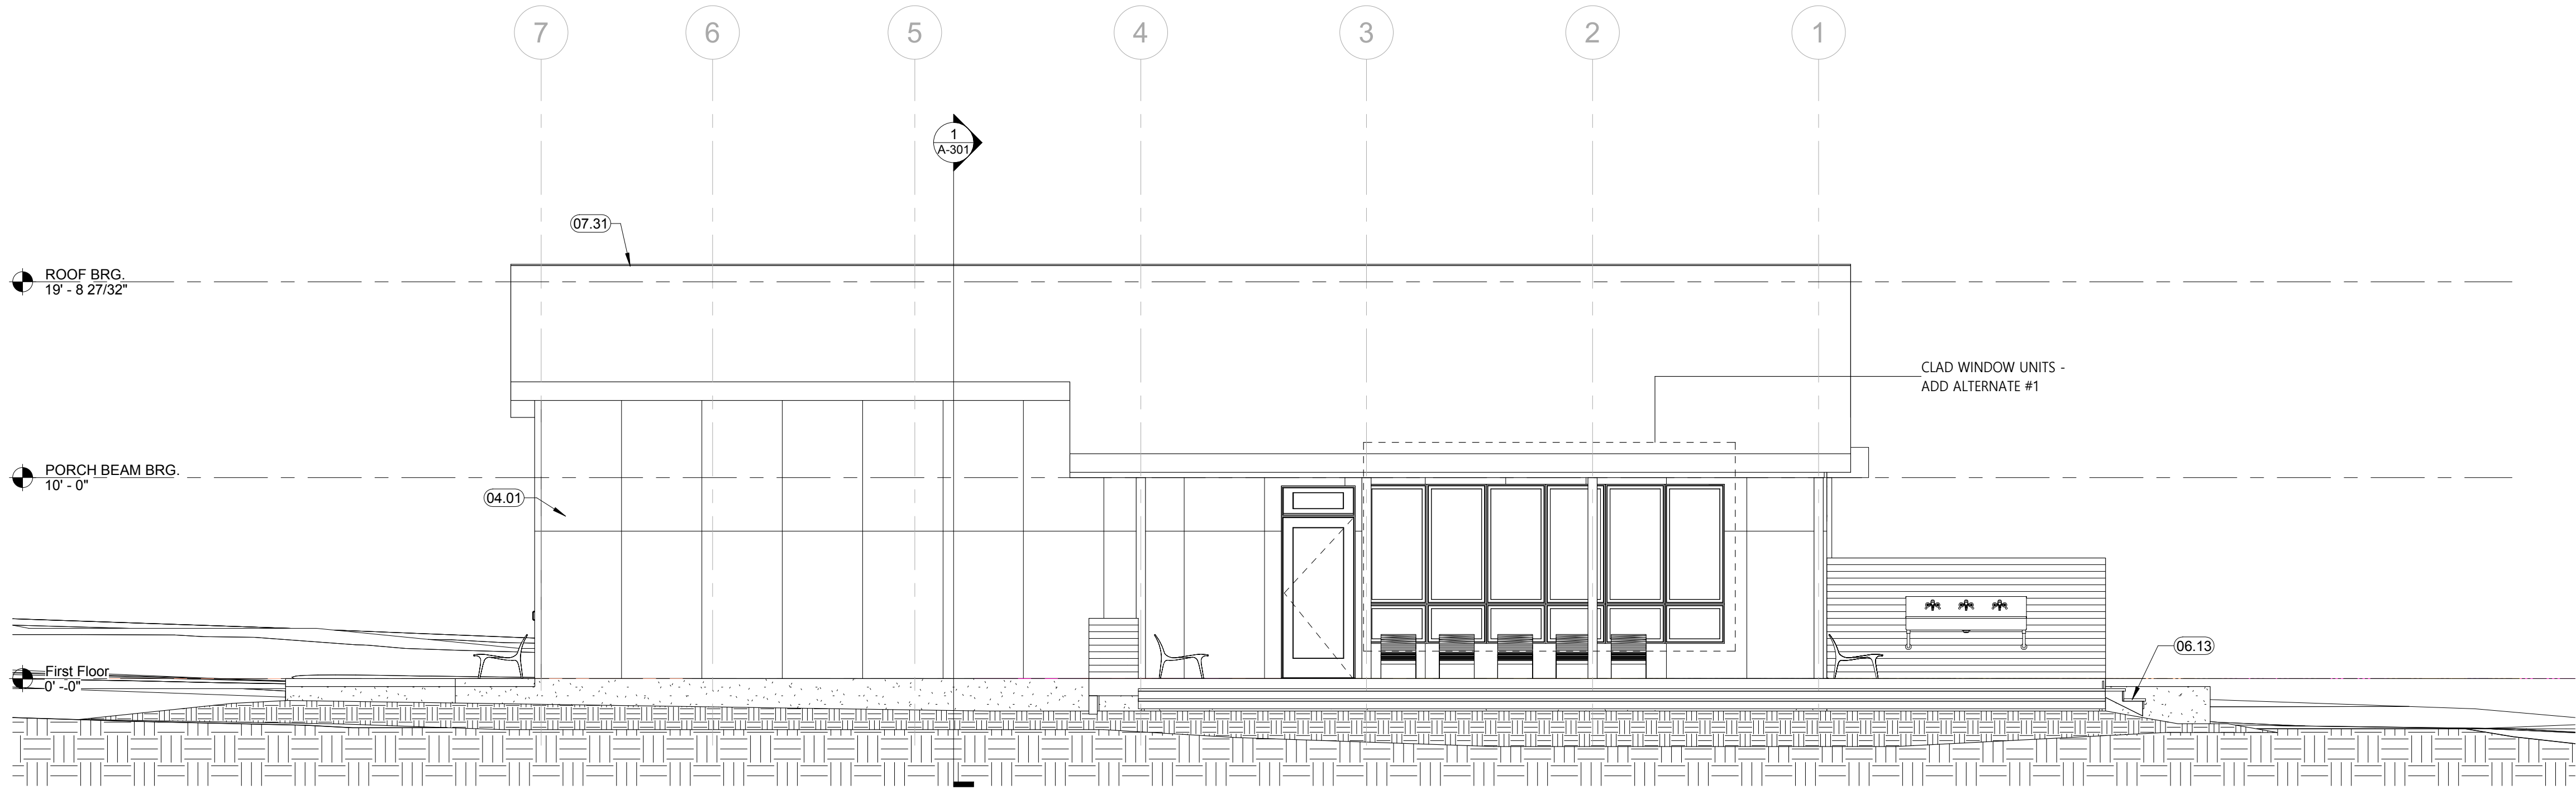 7
6
5
4
3
2
1
1
A-301
07.31
ROOF BRG.
19' - 8 27/32"
CLAD WINDOW UNITS -
ADD ALTERNATE #1
PORCH BEAM BRG.
10' - 0"
04.01
06.13
First Floor
0' - 0"